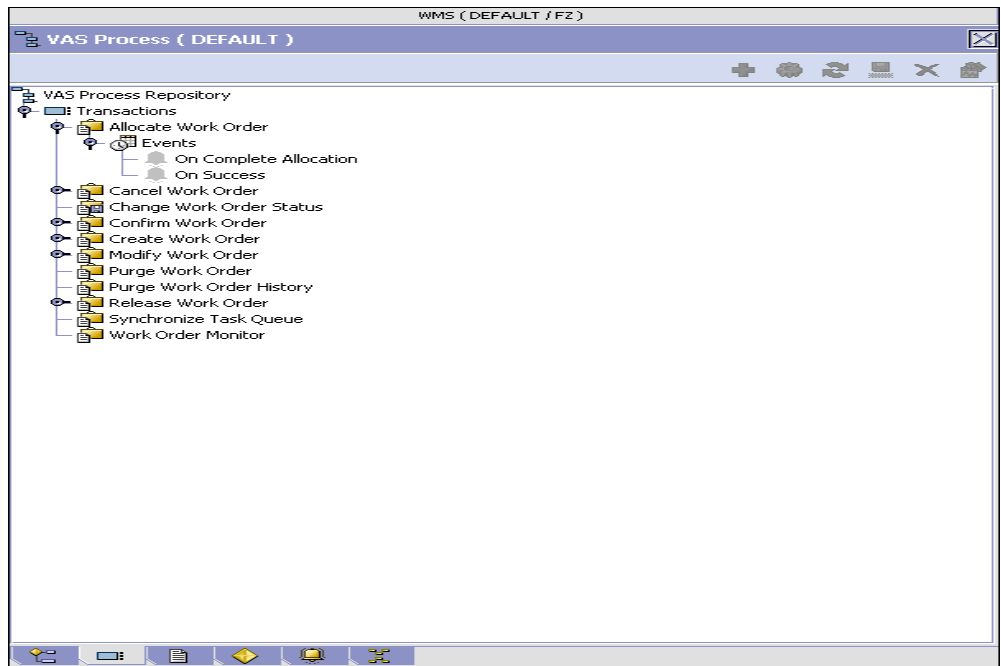 WMS ( DEFAULT / FZ )
VAS Process ( DEFAULT )
VAS Process Repository
Transactions
Allocate Work Order
Events
On Complete Allocation
On Success
Cancel Work Order
Change Work Order Status
Confirm Work Order
Create Work Order
Modify Work Order
Purge Work Order
Purge Work Order History
Release Work Order
Synchronize Task Queue
Work Order Monitor